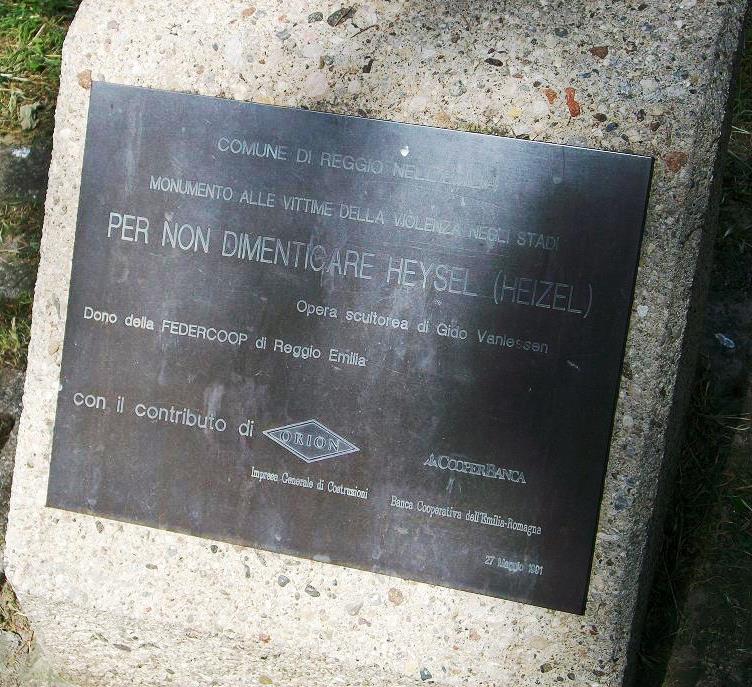 COMUNE DI REGGIO NELL'EMILIA
MONUMENTO ALLE VITTIME DELLA VIOLENZA NEGLI STADI
PER NON DIMENTICARE HEYSEL (HEIZEL)
Opera scultorea di Gido Vanlessen
Dono della FEDERCOOP di Reggio Emilia
con il contributo di
ORION
Impresa Generale di Costruzioni
COOPERBANCA
Banca Cooperativa dell'Emilia-Romagna
27 Maggio 1991